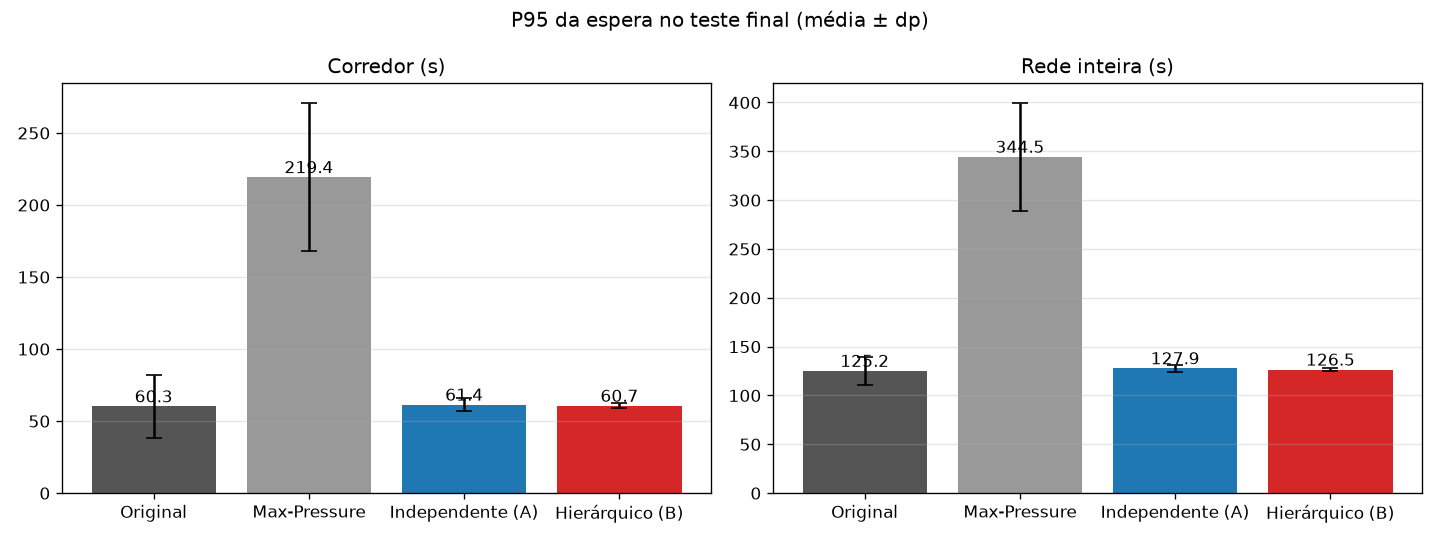 P95 da espera no teste final (média ± dp)
Corredor (s)
250
200
150
100
50
0
60.3
219.4
61.4
60.7
Original
Max-Pressure
Independente (A)
Hierárquico (B)
Rede inteira (s)
400
350
300
250
200
150
100
50
0
125.2
344.5
127.9
126.5
Original
Max-Pressure
Independente (A)
Hierárquico (B)